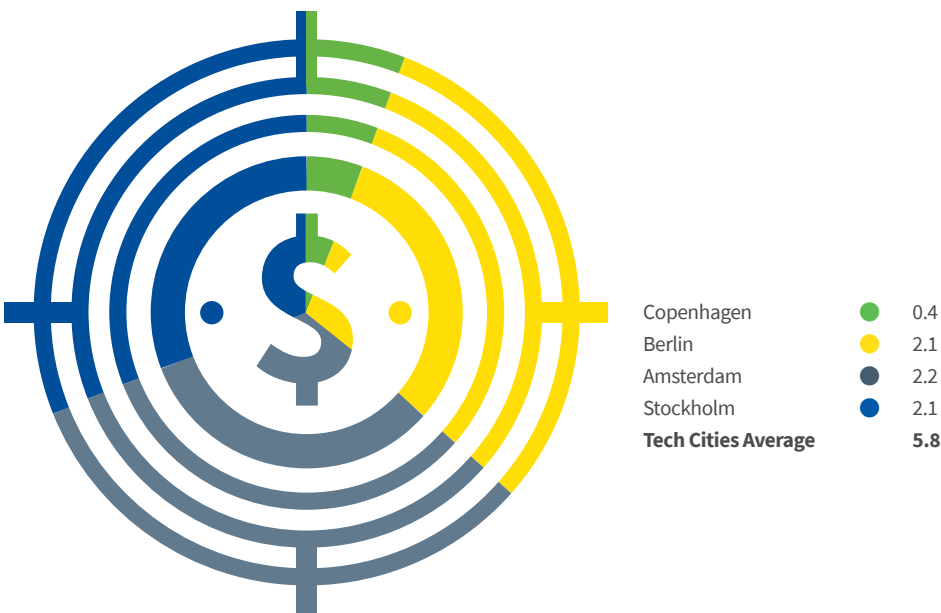 $
Copenhagen 0.4
Berlin 2.1
Amsterdam 2.2
Stockholm 2.1
Tech Cities Average 5.8